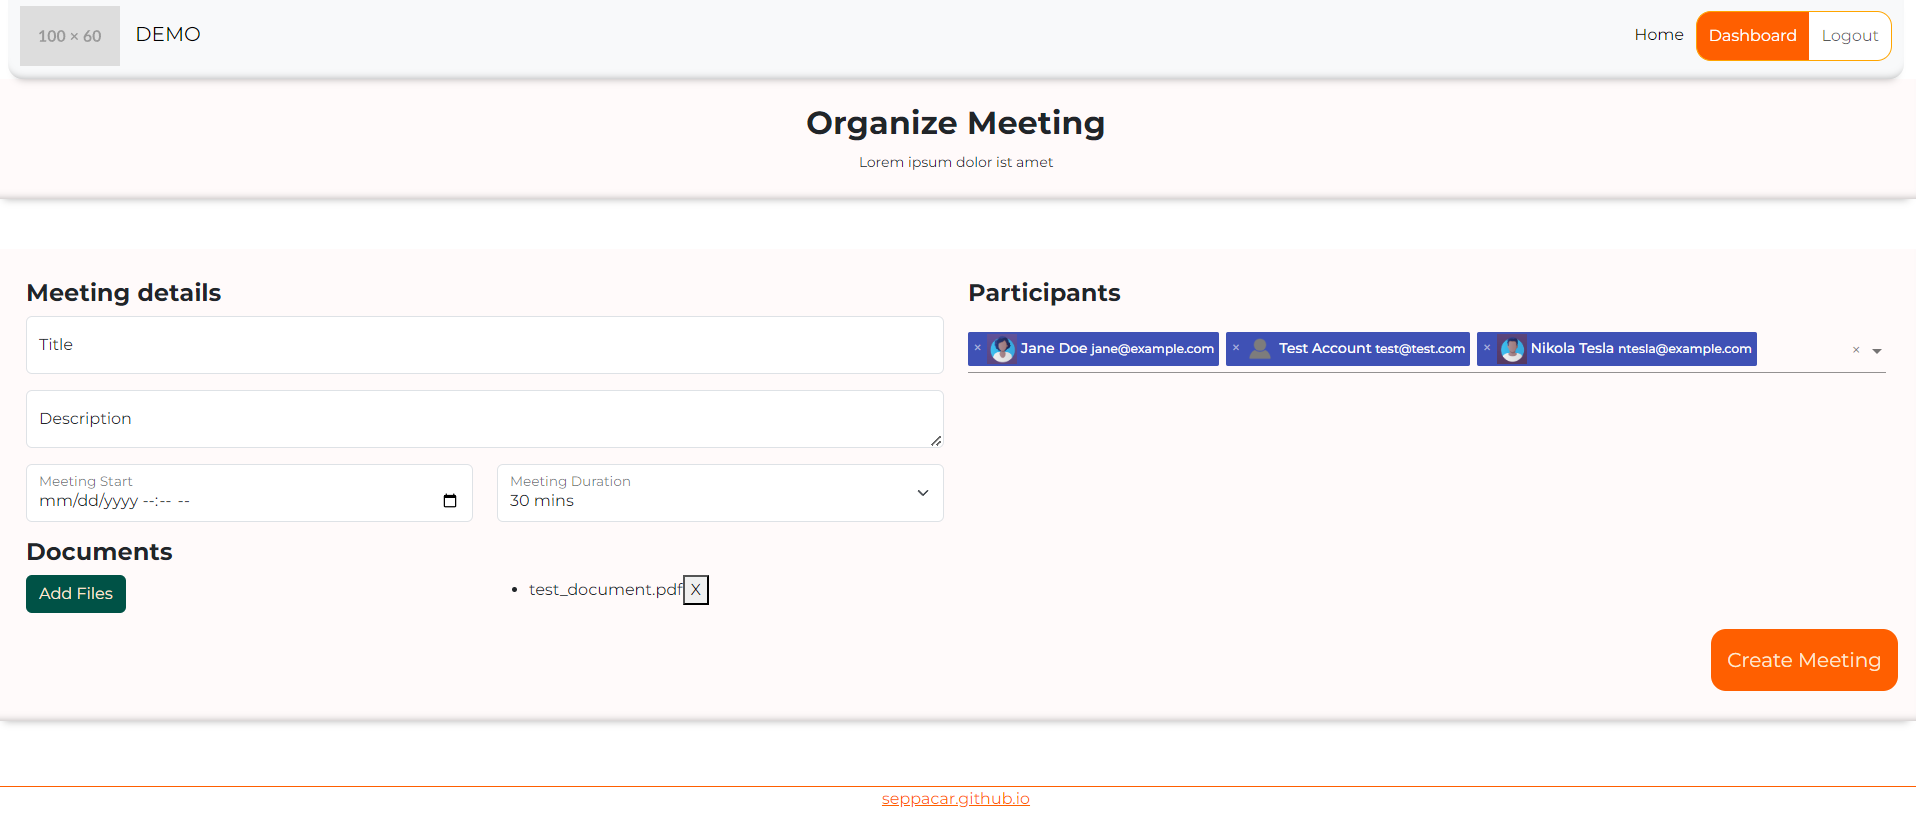 100 × 60
DEMO
Home
Dashboard
Logout
Organize Meeting
Lorem ipsum dolor ist amet
Meeting details
Title
Description
Meeting Start
mm/dd/yyyy --:-- --
Meeting Duration
30 mins
Documents
Add Files
test_document.pdf X
Participants
× Jane Doe jane@example.com
× Test Account test@test.com
× Nikola Tesla ntesla@example.com
×
Create Meeting
seppacar.github.io